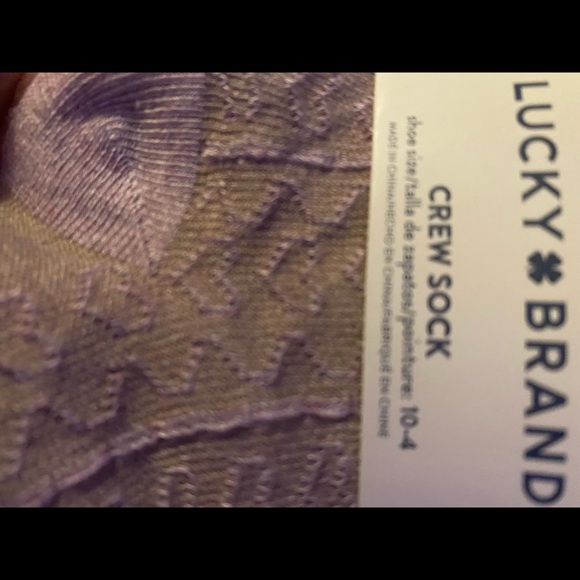 LUCKY BRAND
CREW SOCK
shoe size/talla de zapatos/pointure: 10-4
MADE IN CHINA/HECHO EN CHINA/FABRIQUÉ EN CHINE